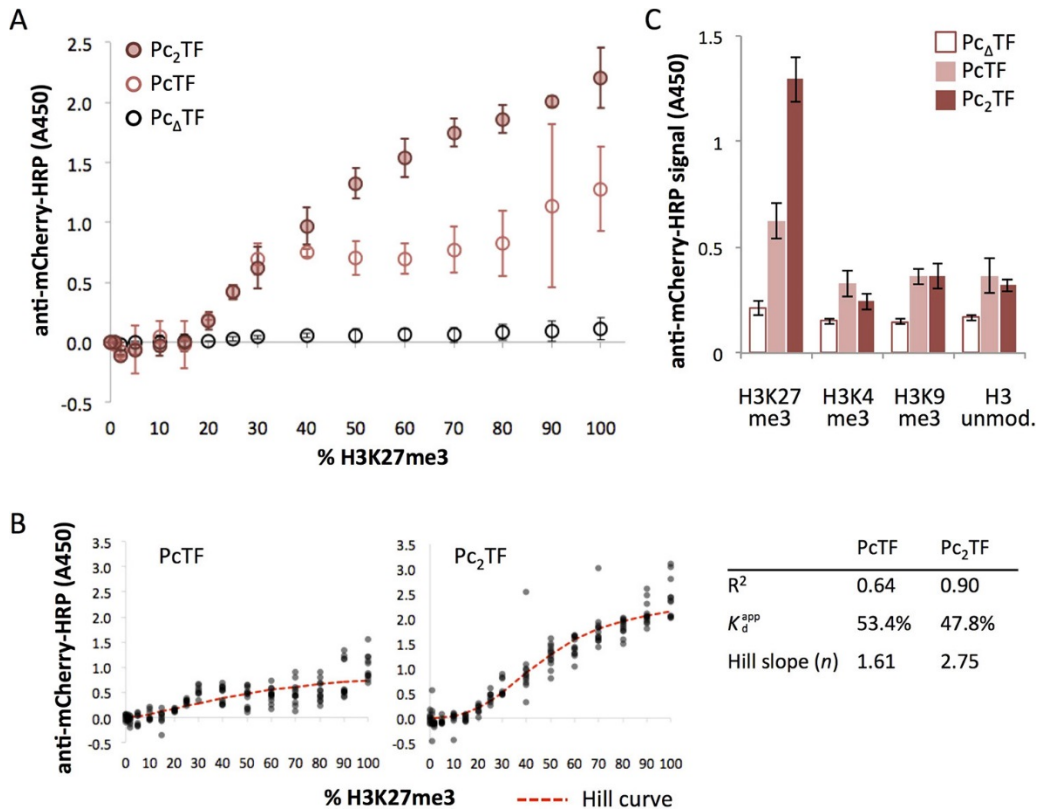 A
anti-mCherry-HRP (A450)
2.5
2.0
1.5
1.0
0.5
0.0
-0.5
Pc2TF
PcTF
PcΔTF
0 10 20 30 40 50 60 70 80 90 100
% H3K27me3
C
anti-mCherry-HRP signal (A450)
1.5
1
0.5
0
PcΔTF
PcTF
Pc2TF
H3K27 H3K4 H3K9 H3
me3 me3 me3 unmod.
B
anti-mCherry-HRP (A450)
PcTF
3.5
3.0
2.5
2.0
1.5
1.0
0.5
0.0
-0.5
0 10 20 30 40 50 60 70 80 90 100
Pc2TF
3.5
3.0
2.5
2.0
1.5
1.0
0.5
0.0
-0.5
0 10 20 30 40 50 60 70 80 90 100
% H3K27me3
Hill curve
PcTF Pc2TF
R2 0.64 0.90
Kdapp 53.4% 47.8%
Hill slope (n) 1.61 2.75